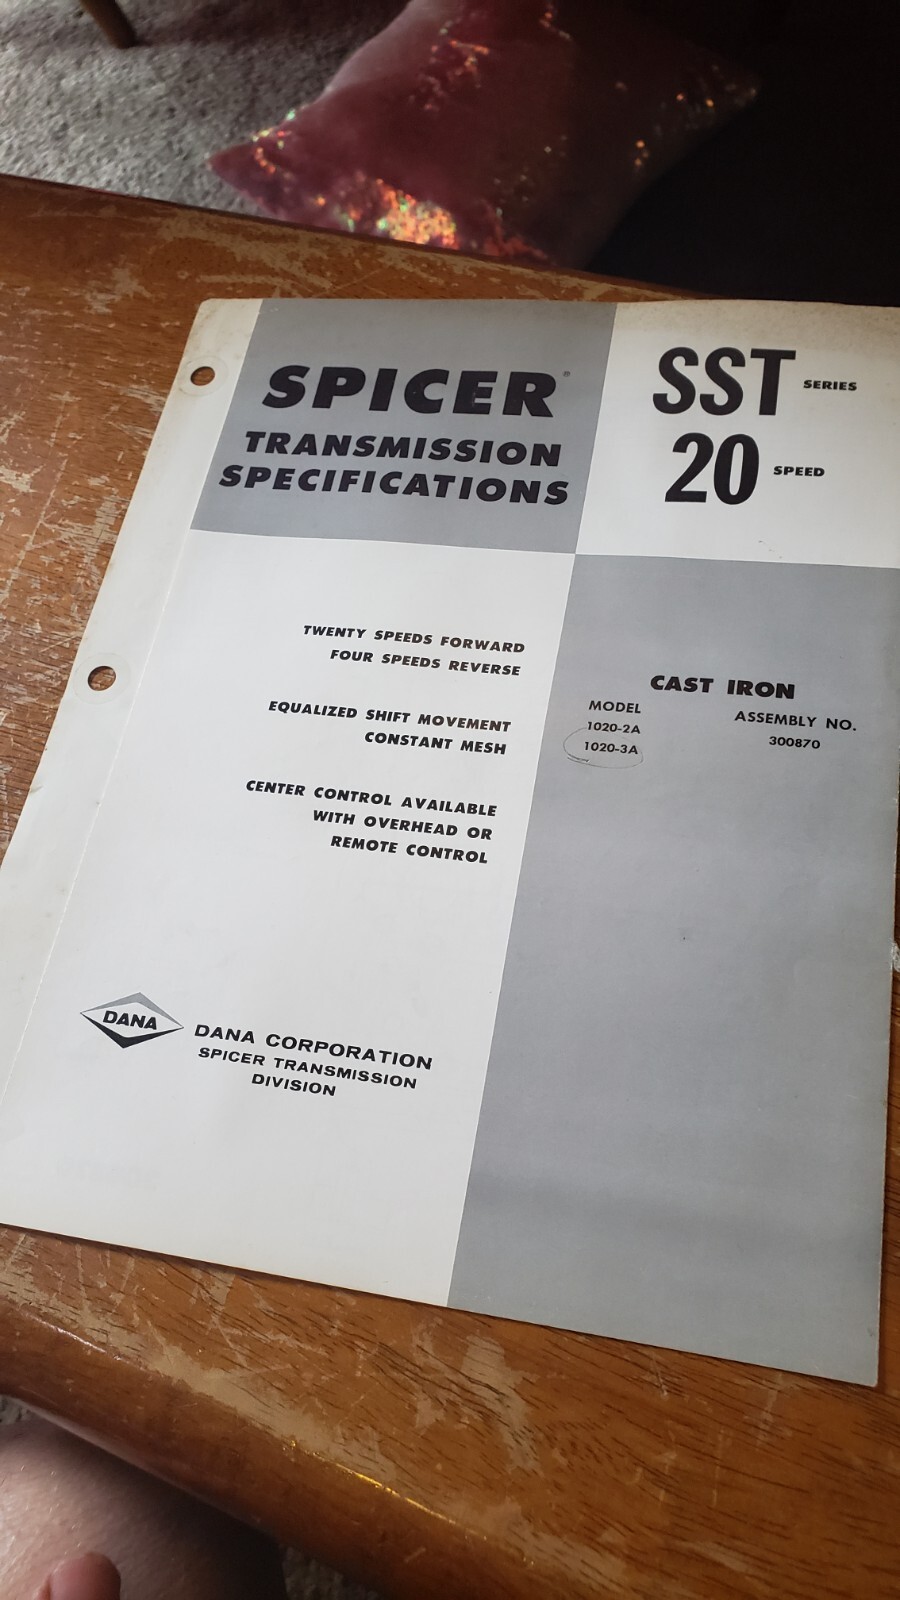 SPICER®
TRANSMISSION
SPECIFICATIONS
SST SERIES
20 SPEED
TWENTY SPEEDS FORWARD
FOUR SPEEDS REVERSE
EQUALIZED SHIFT MOVEMENT
CONSTANT MESH
CENTER CONTROL AVAILABLE
WITH OVERHEAD OR
REMOTE CONTROL
CAST IRON
MODEL ASSEMBLY NO.
1020-2A 300870
1020-3A
DANA
DANA CORPORATION
SPICER TRANSMISSION
DIVISION